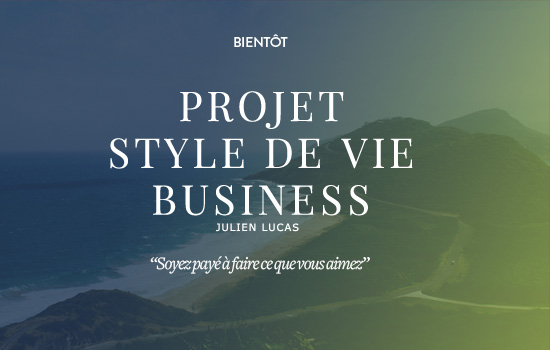 BIENTÔT
PROJET
STYLE DE VIE
BUSINESS
JULIEN LUCAS
“Soyez payé à faire ce que vous aimez”